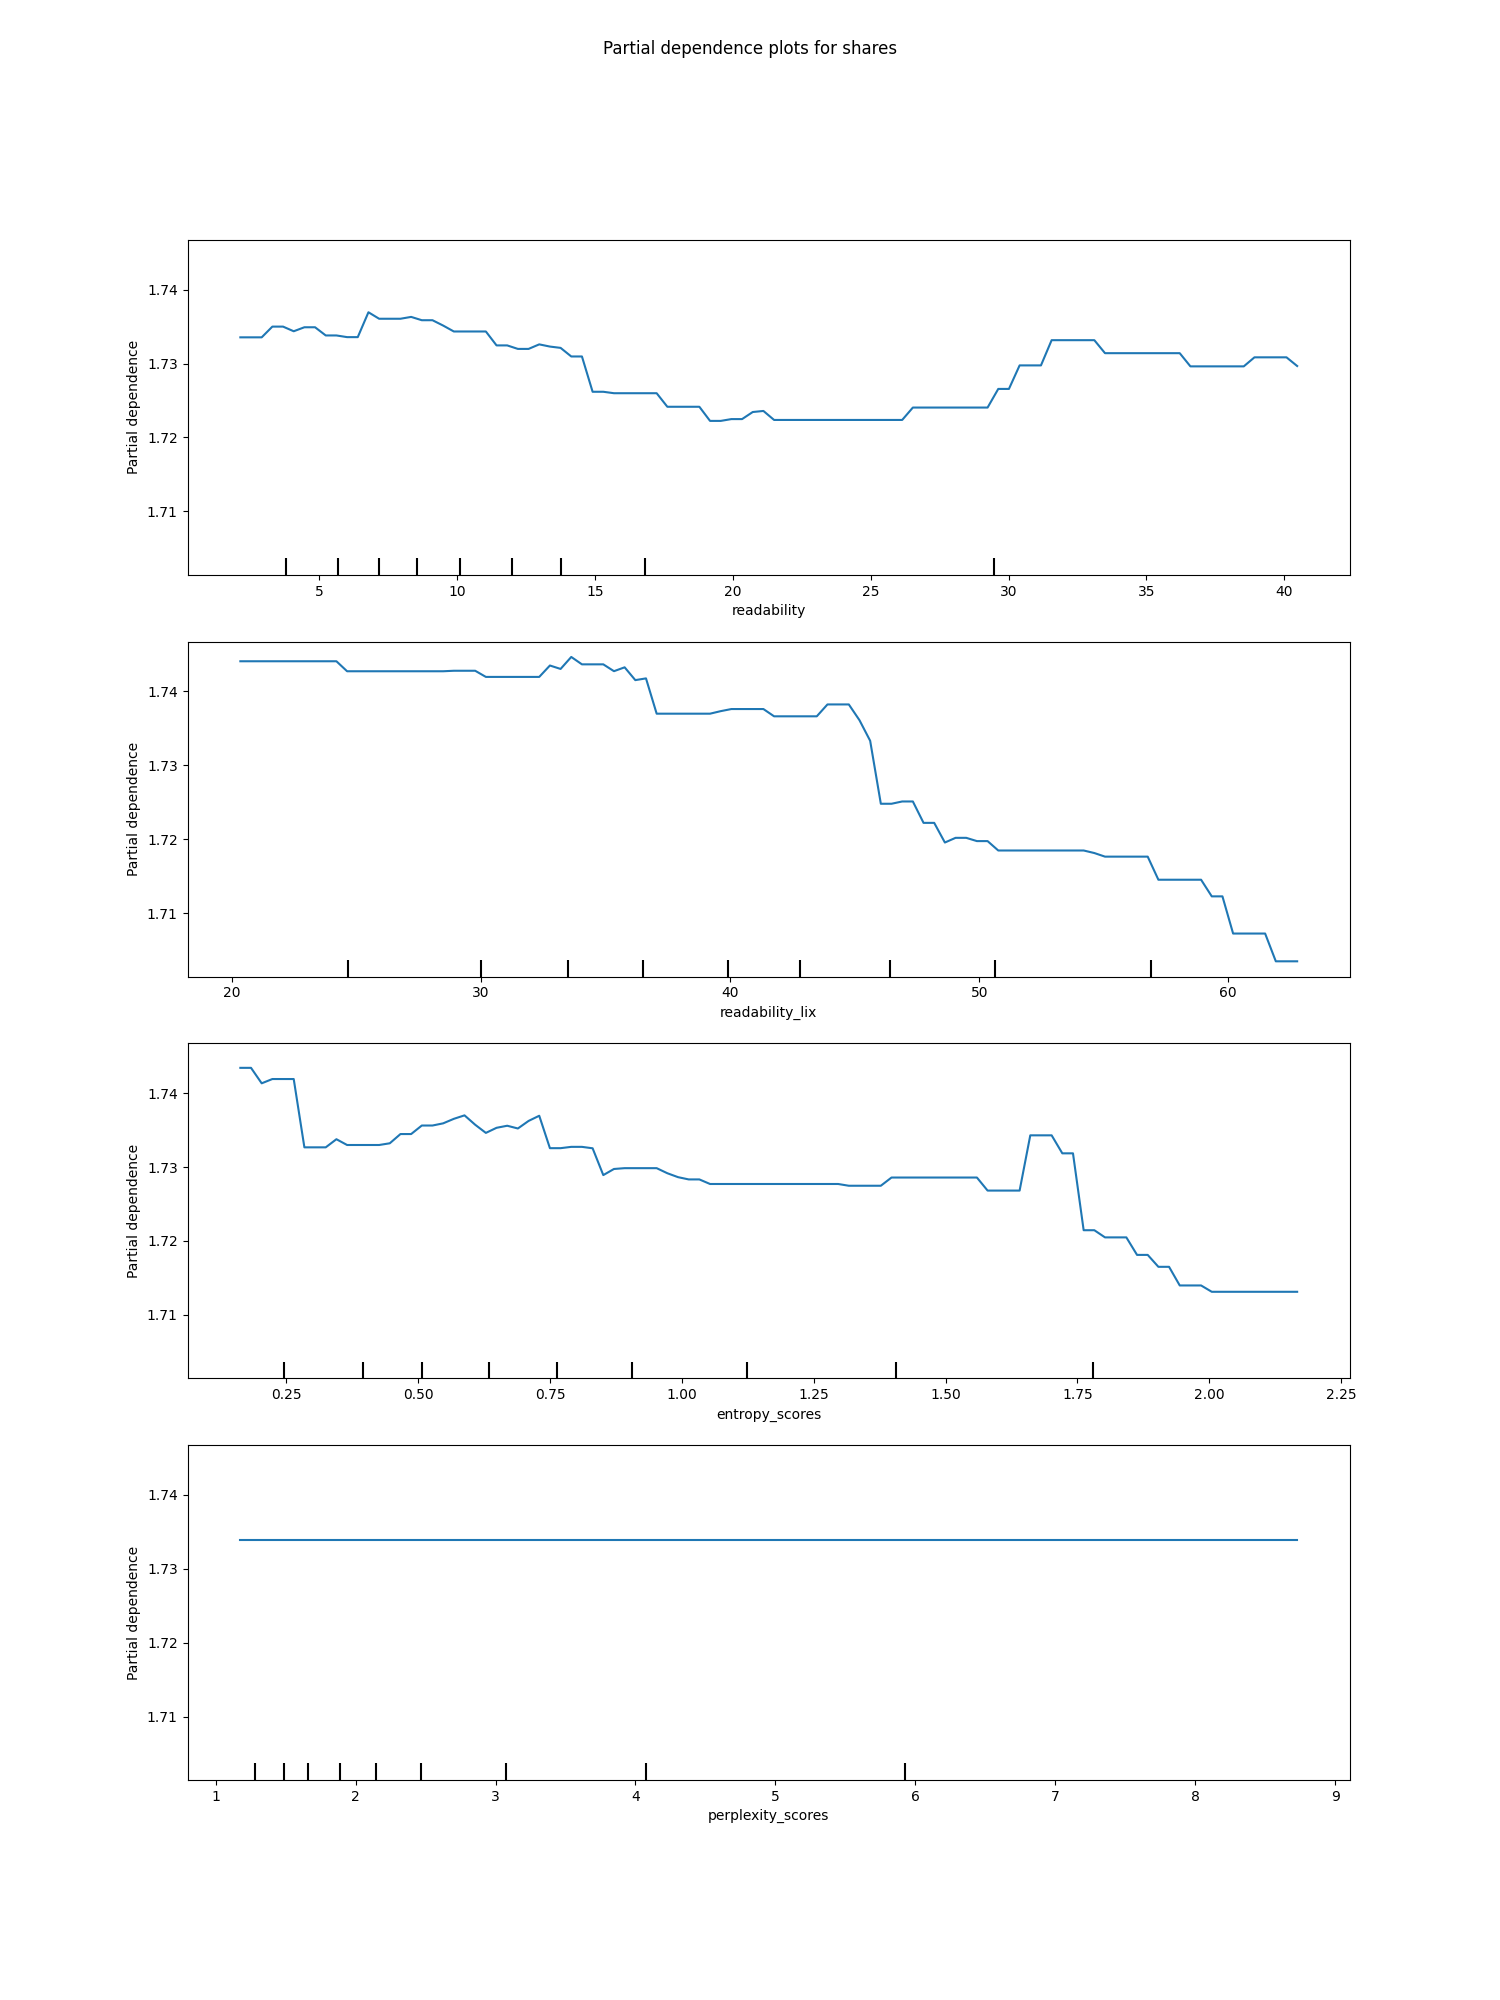 Partial dependence plots for shares
1.74
1.73
1.72
1.71
Partial dependence
5 10 15 20 25 30 35 40
readability
1.74
1.73
1.72
1.71
Partial dependence
20 30 40 50 60
readability_lix
1.74
1.73
1.72
1.71
Partial dependence
0.25 0.50 0.75 1.00 1.25 1.50 1.75 2.00 2.25
entropy_scores
1.74
1.73
1.72
1.71
Partial dependence
1 2 3 4 5 6 7 8 9
perplexity_scores